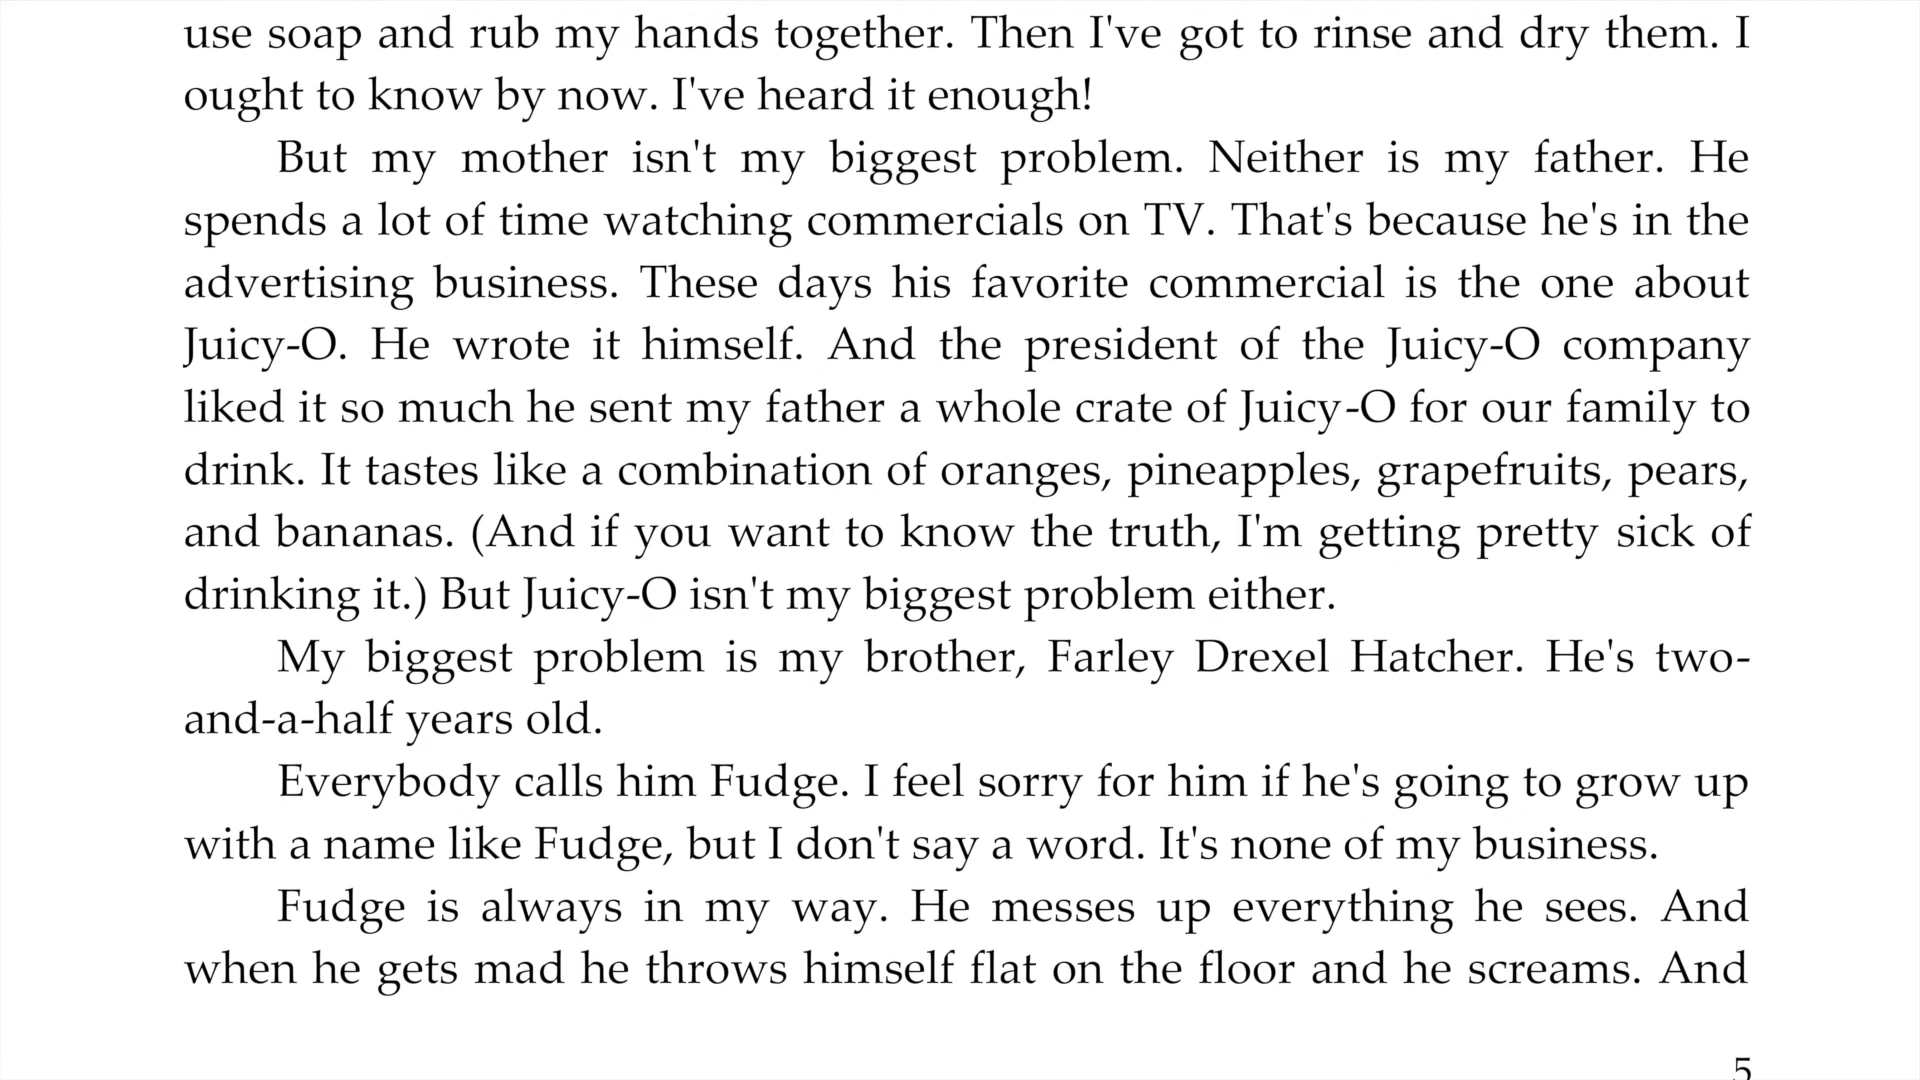 use soap and rub my hands together. Then I've got to rinse and dry them. I
ought to know by now. I've heard it enough!
But my mother isn't my biggest problem. Neither is my father. He
spends a lot of time watching commercials on TV. That's because he's in the
advertising business. These days his favorite commercial is the one about
Juicy-O. He wrote it himself. And the president of the Juicy-O company
liked it so much he sent my father a whole crate of Juicy-O for our family to
drink. It tastes like a combination of oranges, pineapples, grapefruits, pears,
and bananas. (And if you want to know the truth, I'm getting pretty sick of
drinking it.) But Juicy-O isn't my biggest problem either.
My biggest problem is my brother, Farley Drexel Hatcher. He's two-
and-a-half years old.
Everybody calls him Fudge. I feel sorry for him if he's going to grow up
with a name like Fudge, but I don't say a word. It's none of my business.
Fudge is always in my way. He messes up everything he sees. And
when he gets mad he throws himself flat on the floor and he screams. And
5